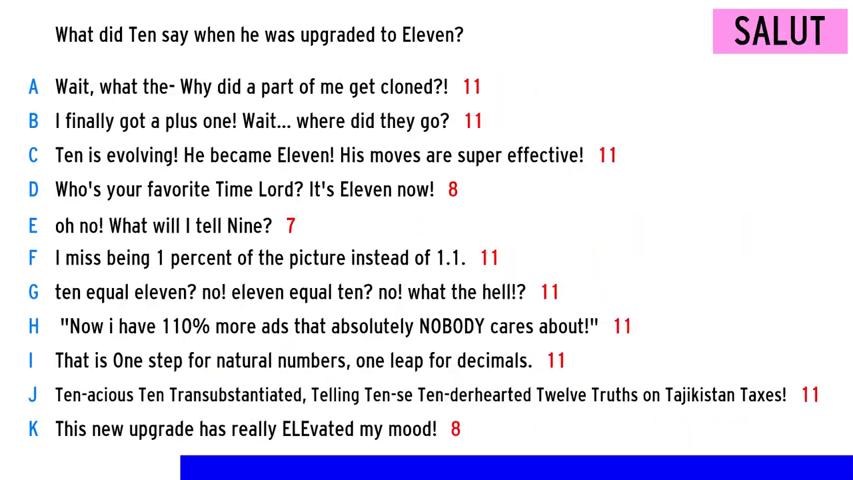 What did Ten say when he was upgraded to Eleven?
SALUT
A Wait, what the- Why did a part of me get cloned?! 11
B I finally got a plus one! Wait... where did they go? 11
C Ten is evolving! He became Eleven! His moves are super effective! 11
D Who's your favorite Time Lord? It's Eleven now! 8
E oh no! What will I tell Nine? 7
F I miss being 1 percent of the picture instead of 1.1. 11
G ten equal eleven? no! eleven equal ten? no! what the hell!? 11
H "Now i have 110% more ads that absolutely NOBODY cares about!" 11
I That is One step for natural numbers, one leap for decimals. 11
J Ten-acious Ten Transubstantiated, Telling Ten-se Ten-derhearted Twelve Truths on Tajikistan Taxes! 11
K This new upgrade has really ELEvated my mood! 8